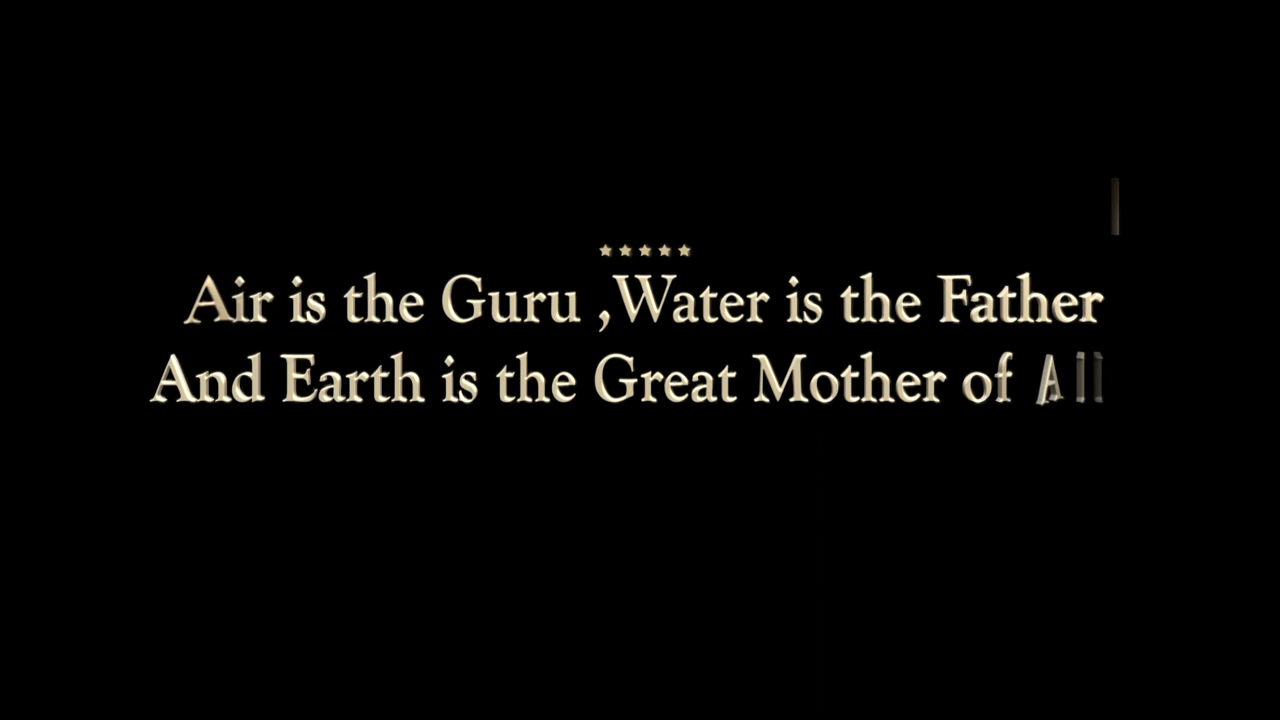 Air is the Guru ,Water is the Father
And Earth is the Great Mother of All